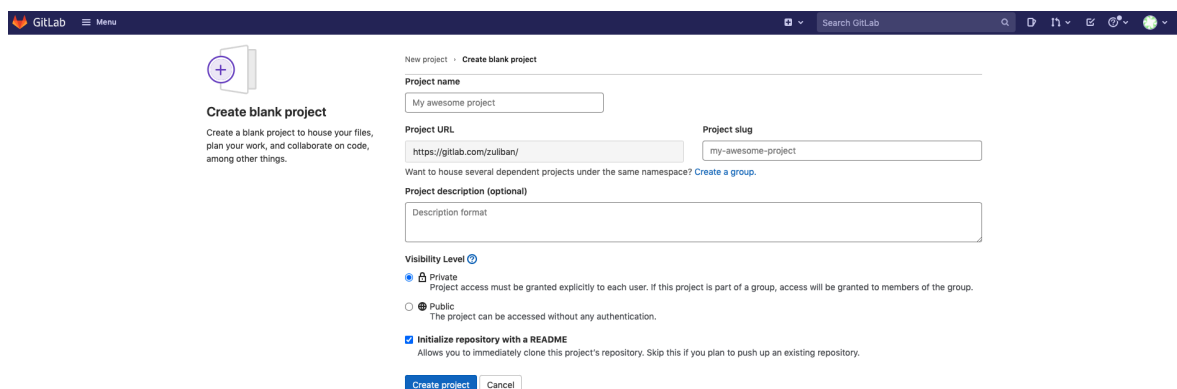 GitLab Menu Search GitLab
New project › Create blank project
Project name
My awesome project
Create blank project
Create a blank project to house your files,
plan your work, and collaborate on code,
among other things.
Project URL Project slug
https://gitlab.com/zuliban/ my-awesome-project
Want to house several dependent projects under the same namespace? Create a group.
Project description (optional)
Description format
Visibility Level
Private
Project access must be granted explicitly to each user. If this project is part of a group, access will be granted to members of the group.
Public
The project can be accessed without any authentication.
Initialize repository with a README
Allows you to immediately clone this project's repository. Skip this if you plan to push up an existing repository.
Create project Cancel